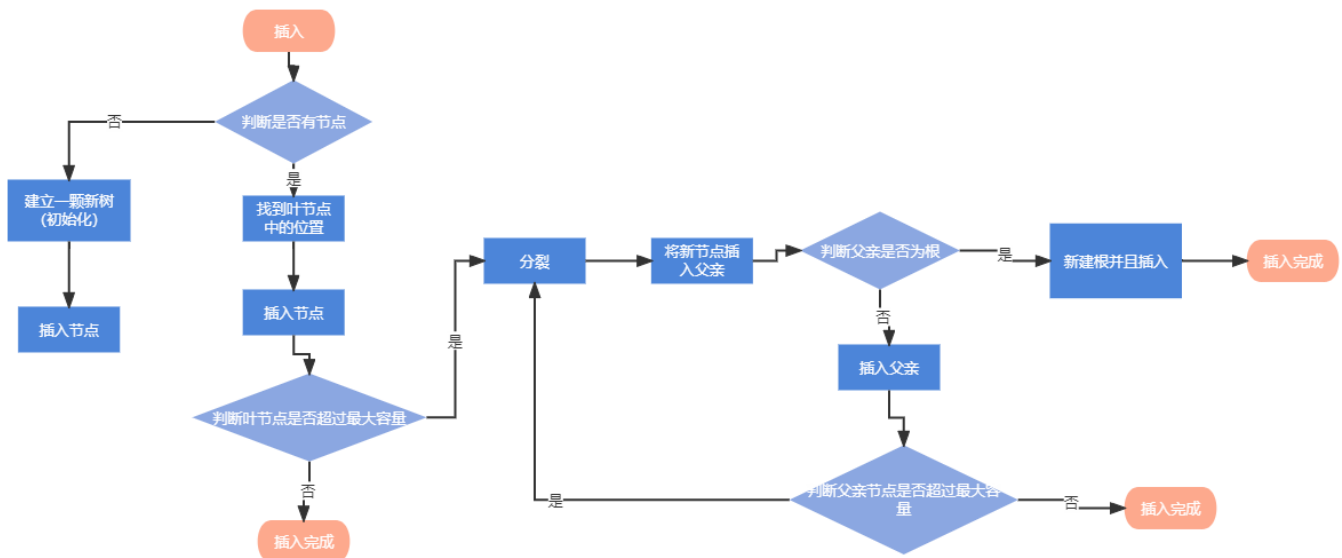 插入
判断是否有节点
否
是
建立一颗新树
(初始化)
插入节点
找到叶节点
中的位置
插入节点
判断叶节点是否超过最大容量
是
否
插入完成
分裂
将新节点插
入父亲
判断父亲是否为根
是
新建根并且插入
插入完成
否
插入父亲
判断父亲节点是否超过最大容
量
是
否
插入完成